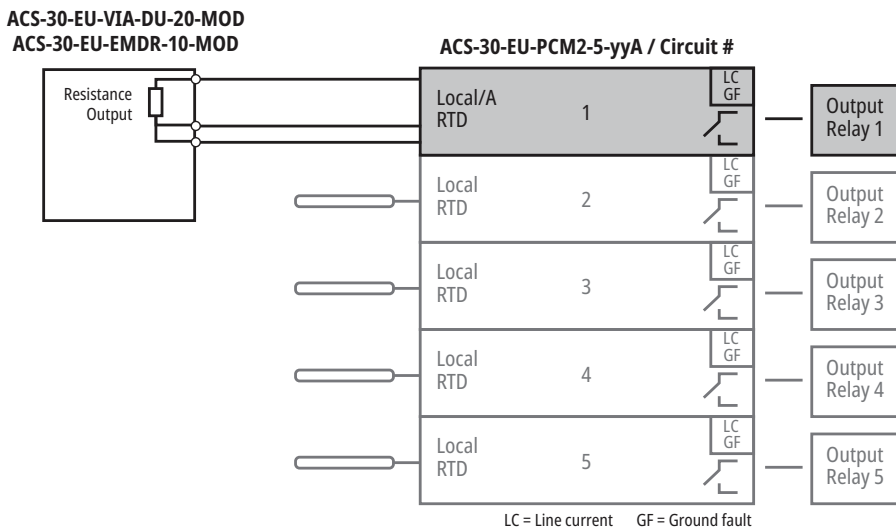 ACS-30-EU-VIA-DU-20-MOD
ACS-30-EU-EMDR-10-MOD
ACS-30-EU-PCM2-5-yyA / Circuit #
Resistance
Output
Local/A
RTD
1
LC
GF
Output
Relay 1
Local
RTD
2
LC
GF
Output
Relay 2
Local
RTD
3
LC
GF
Output
Relay 3
Local
RTD
4
LC
GF
Output
Relay 4
Local
RTD
5
LC
GF
Output
Relay 5
LC = Line current GF = Ground fault